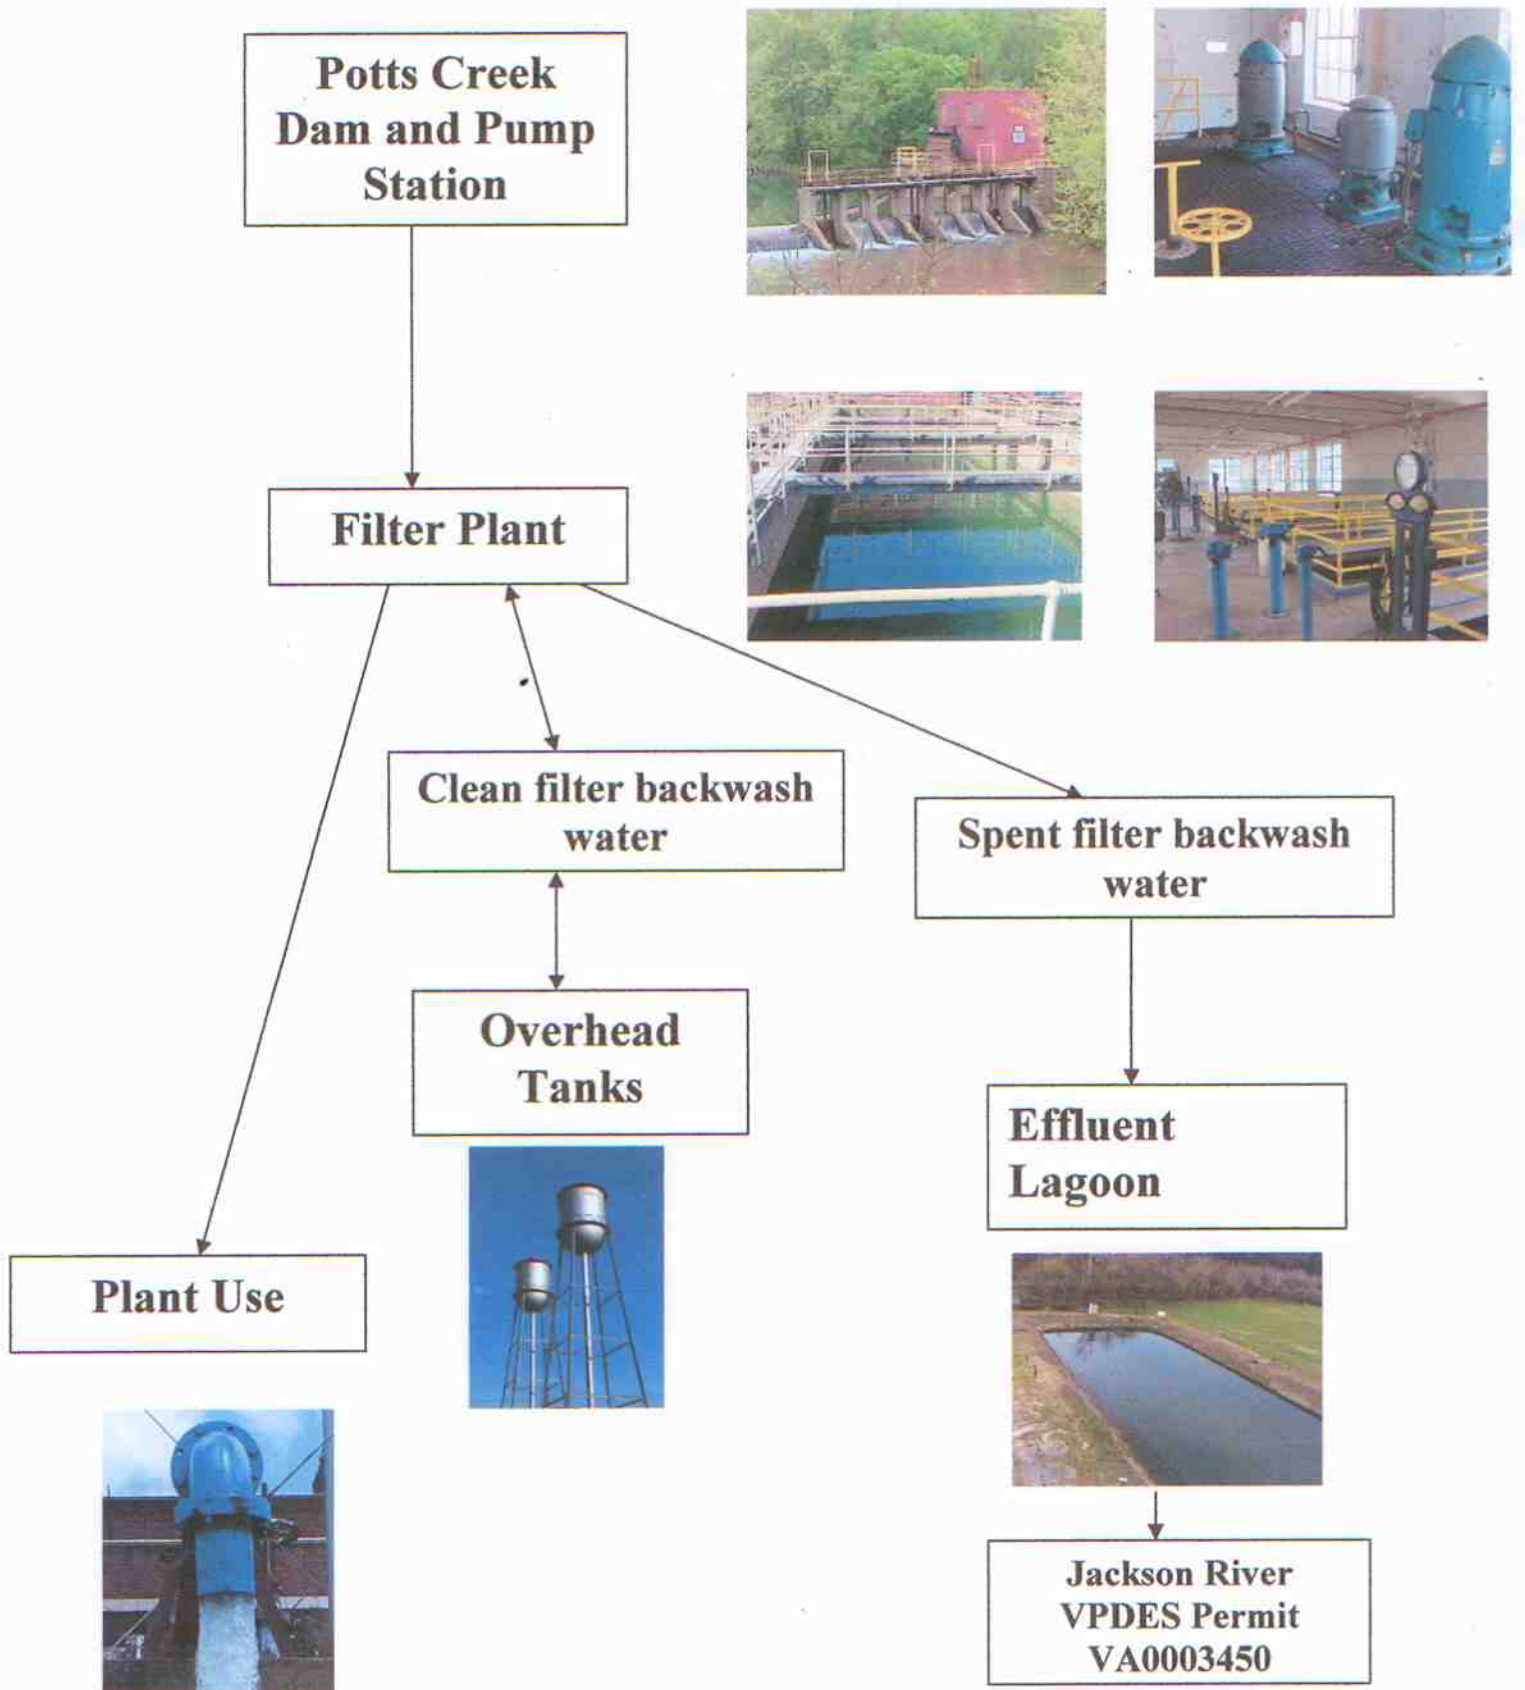 Potts Creek
Dam and Pump
Station
Filter Plant
Clean filter backwash
water
Spent filter backwash
water
Overhead
Tanks
Effluent
Lagoon
Plant Use
Jackson River
VPDES Permit
VA0003450